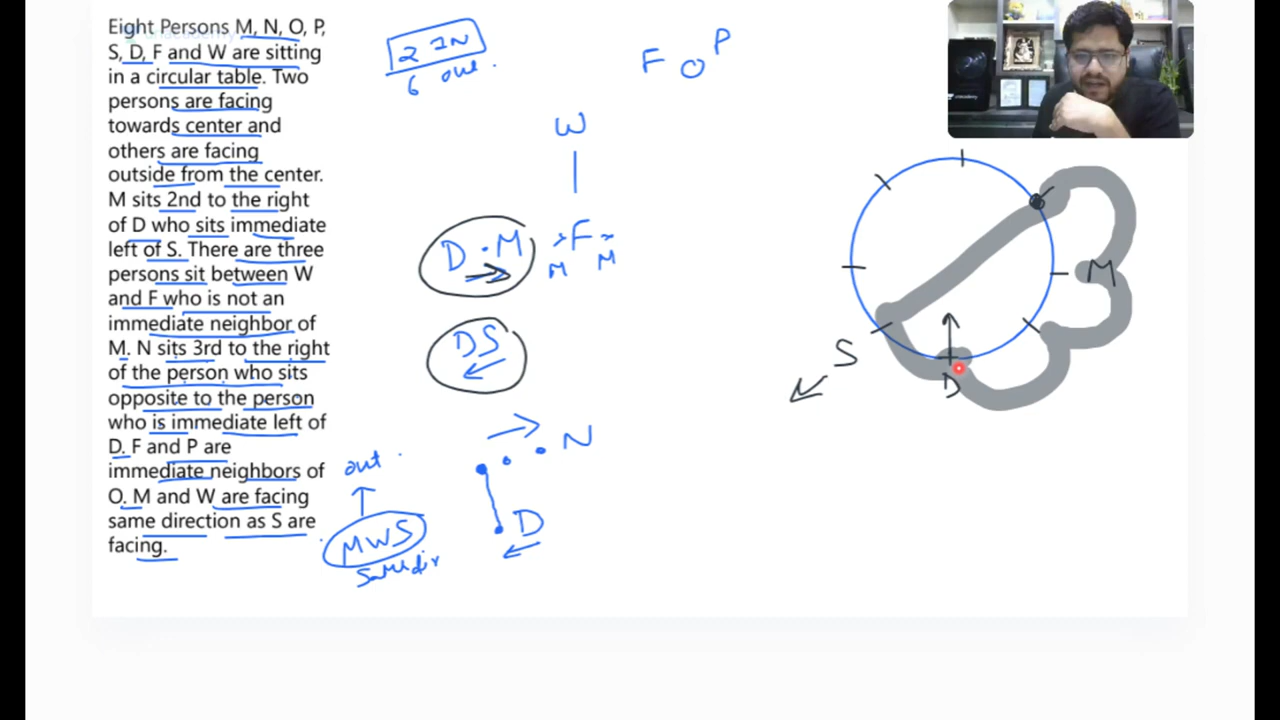 Eight Persons M, N, O, P,
S, D, F and W are sitting
in a circular table. Two
persons are facing
towards center and
others are facing
outside from the center.
M sits 2nd to the right
of D who sits immediate
left of S. There are three
persons sit between W
and F who is not an
immediate neighbor of
M. N sits 3rd to the right
of the person who sits
opposite to the person
who is immediate left of
D. F and P are
immediate neighbors of
O. M and W are facing
same direction as S are
facing.
2 IN
6 out.
F O P
W
D . M
x F x
M M
DS
N
D
out
MWS
Same dir
M
S
D